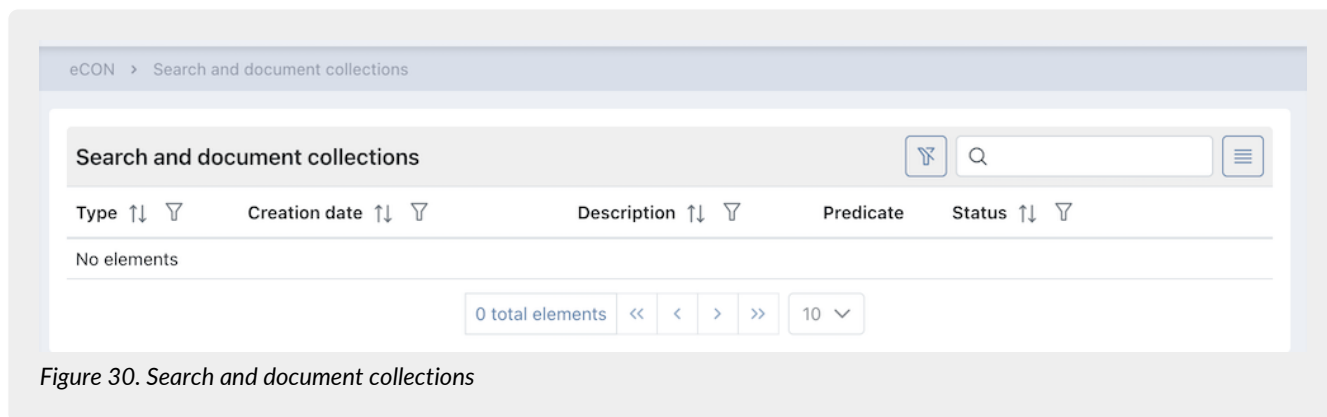 eCON > Search and document collections
Search and document collections
Type Creation date Description Predicate Status
No elements
0 total elements << < > >> 10
Figure 30. Search and document collections